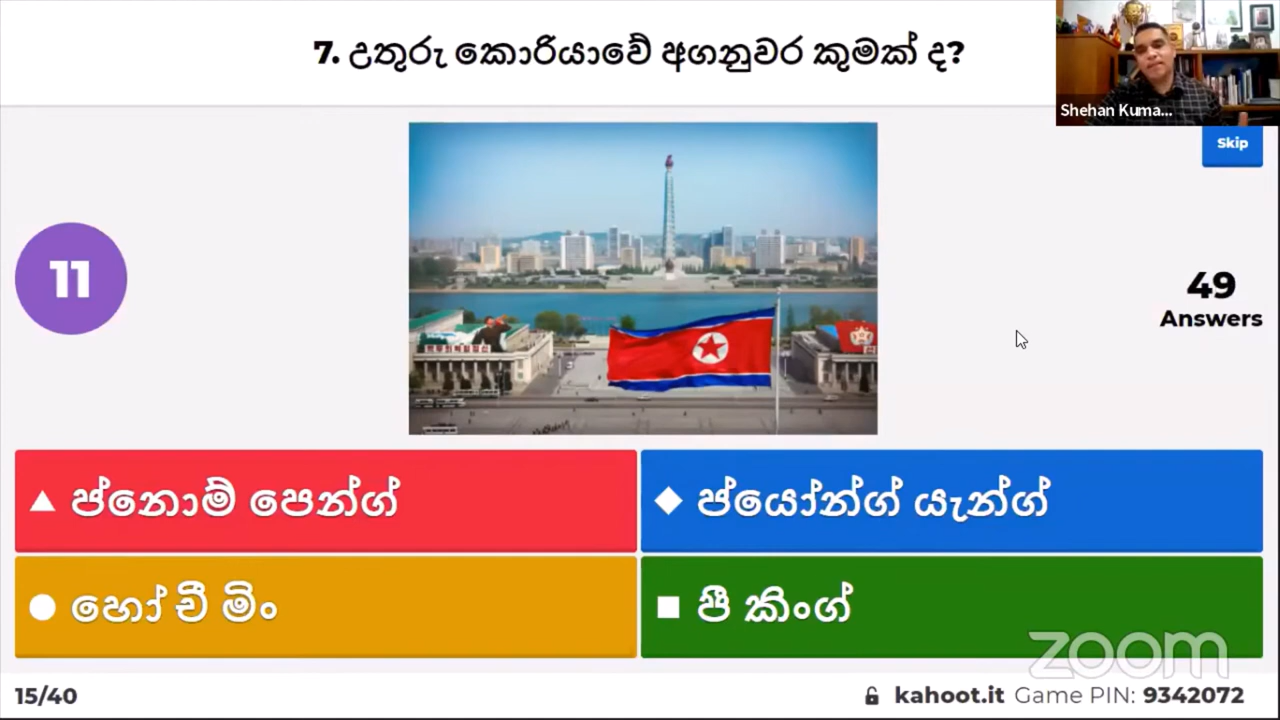 7. උතුරු කොරියාවේ අගනුවර කුමක් ද?
Shehan Kuma...
Skip
11
49
Answers
ප්නොම් පෙන්ග්
ප්යෝන්ග් යැන්ග්
හෝ චී මිං
පී කිංග්
zoom
15/40
kahoot.it Game PIN: 9342072